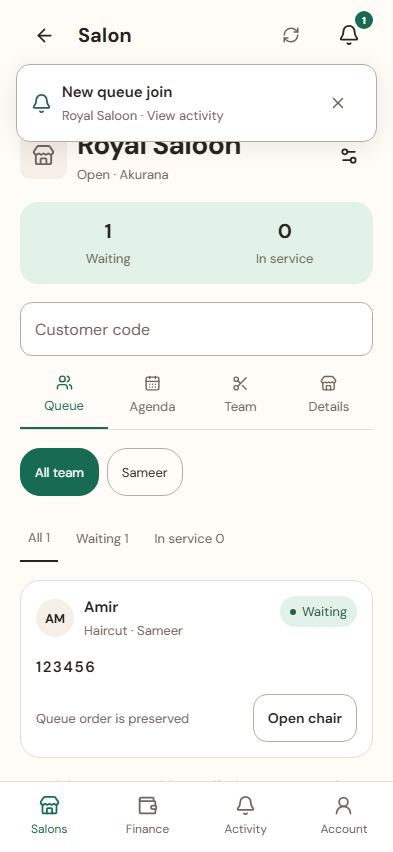 Salon
1
New queue join
Royal Saloon · View activity
Royal Saloon
Open · Akurana
1
0
Waiting
In service
Customer code
Queue
Agenda
Team
Details
All team
Sameer
All 1
Waiting 1
In service 0
AM
Amir
Haircut · Sameer
Waiting
123456
Queue order is preserved
Open chair
Salons
Finance
Activity
Account